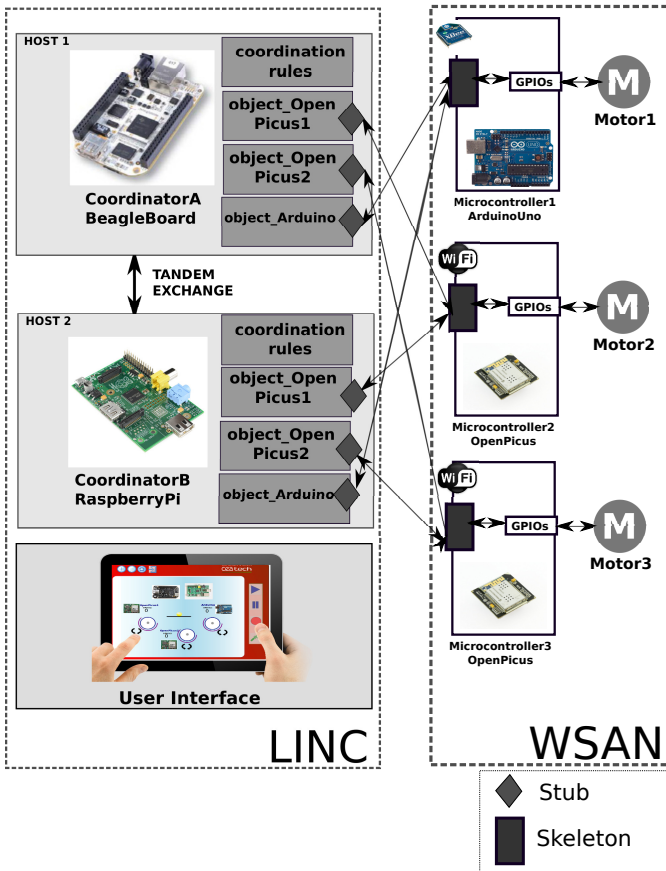 HOST 1
coordination
rules
object_Open
Picus1
object_Open
Picus2
object_Arduino
CoordinatorA
BeagleBoard
TANDEM
EXCHANGE
HOST 2
coordination
rules
object_Open
Picus1
object_Open
Picus2
object_Arduino
CoordinatorB
RaspberryPi
User Interface
LINC
GPIOs
M
Motor1
Microcontroller1
ArduinoUno
Wi Fi
GPIOs
M
Motor2
Microcontroller2
OpenPicus
Wi Fi
GPIOs
M
Motor3
Microcontroller3
OpenPicus
WSAN
Stub
Skeleton